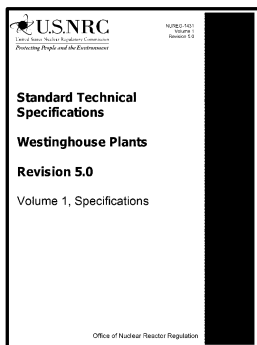 U.S.NRC
United States Nuclear Regulatory Commission
Protecting People and the Environment
NUREG-1431
Volume 1
Revision 5.0
Standard Technical
Specifications
Westinghouse Plants
Revision 5.0
Volume 1, Specifications
Office of Nuclear Reactor Regulation